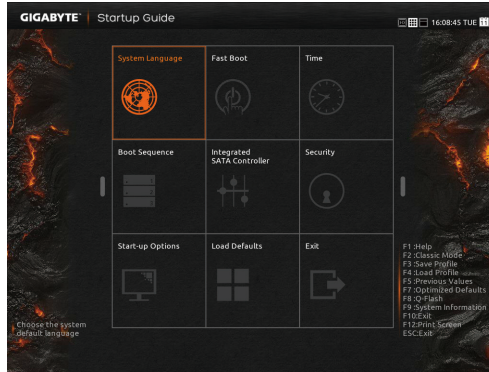 GIGABYTE™ Startup Guide
16:08:45 TUE 11
System Language
Fast Boot
Time
Boot Sequence
Integrated
SATA Controller
Security
Start-up Options
Load Defaults
Exit
Choose the system
default language
F1 :Help
F2 :Classic Mode
F3 :Save Profile
F4 :Load Profile
F5 :Previous Values
F7 :Optimized Defaults
F8 :Q-Flash
F9 :System Information
F10:Exit
F12:Print Screen
ESC:Exit